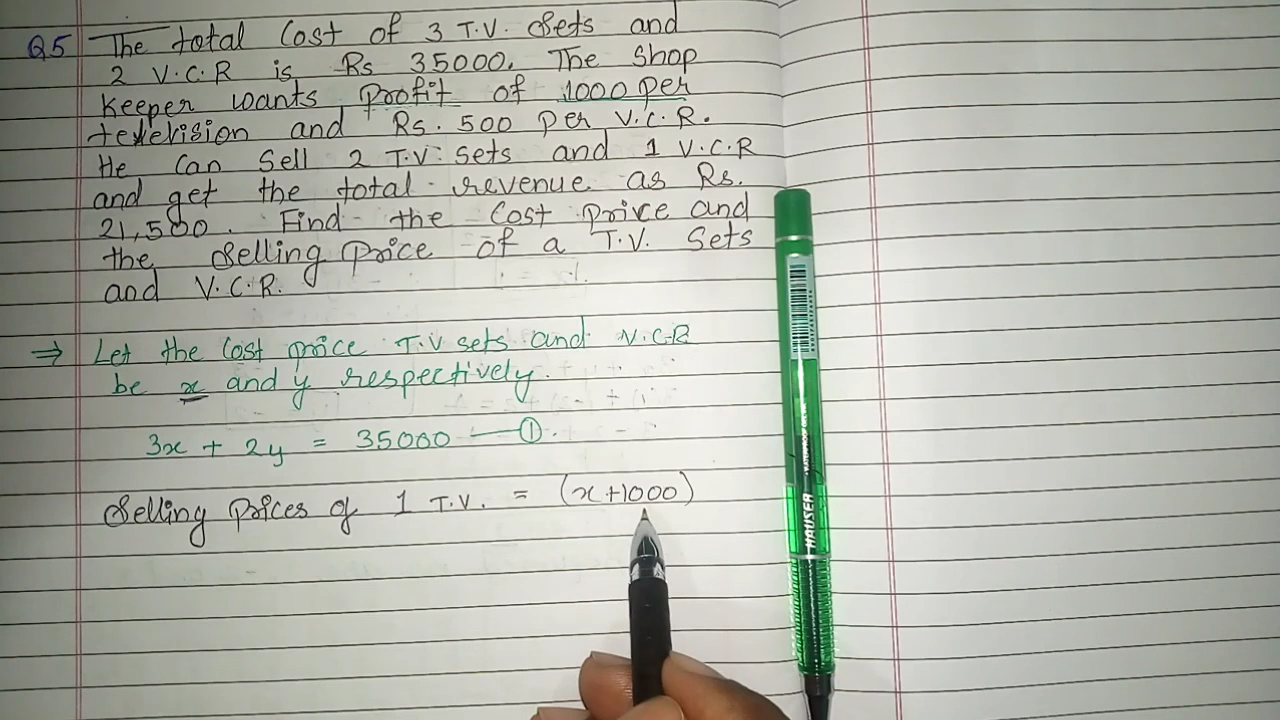 Q5 The total Cost of 3 T.V. Sets and
2 V.C.R is Rs 35000. The Shop
Keeper wants Profit of 1000 per
television and Rs. 500 Per V.C.R.
He Can Sell 2 T.V. Sets and 1 V.C.R
and get the total revenue as Rs.
21,500. Find the Cost price and
the Selling Price of a T.V. Sets
and V.C.R.
⇒ Let the Cost price T.V sets and V.C.R
be x and y respectively.
3x + 2y = 35000 — ①.
Selling Prices of 1 T.V. = (x+1000)
HAUSER